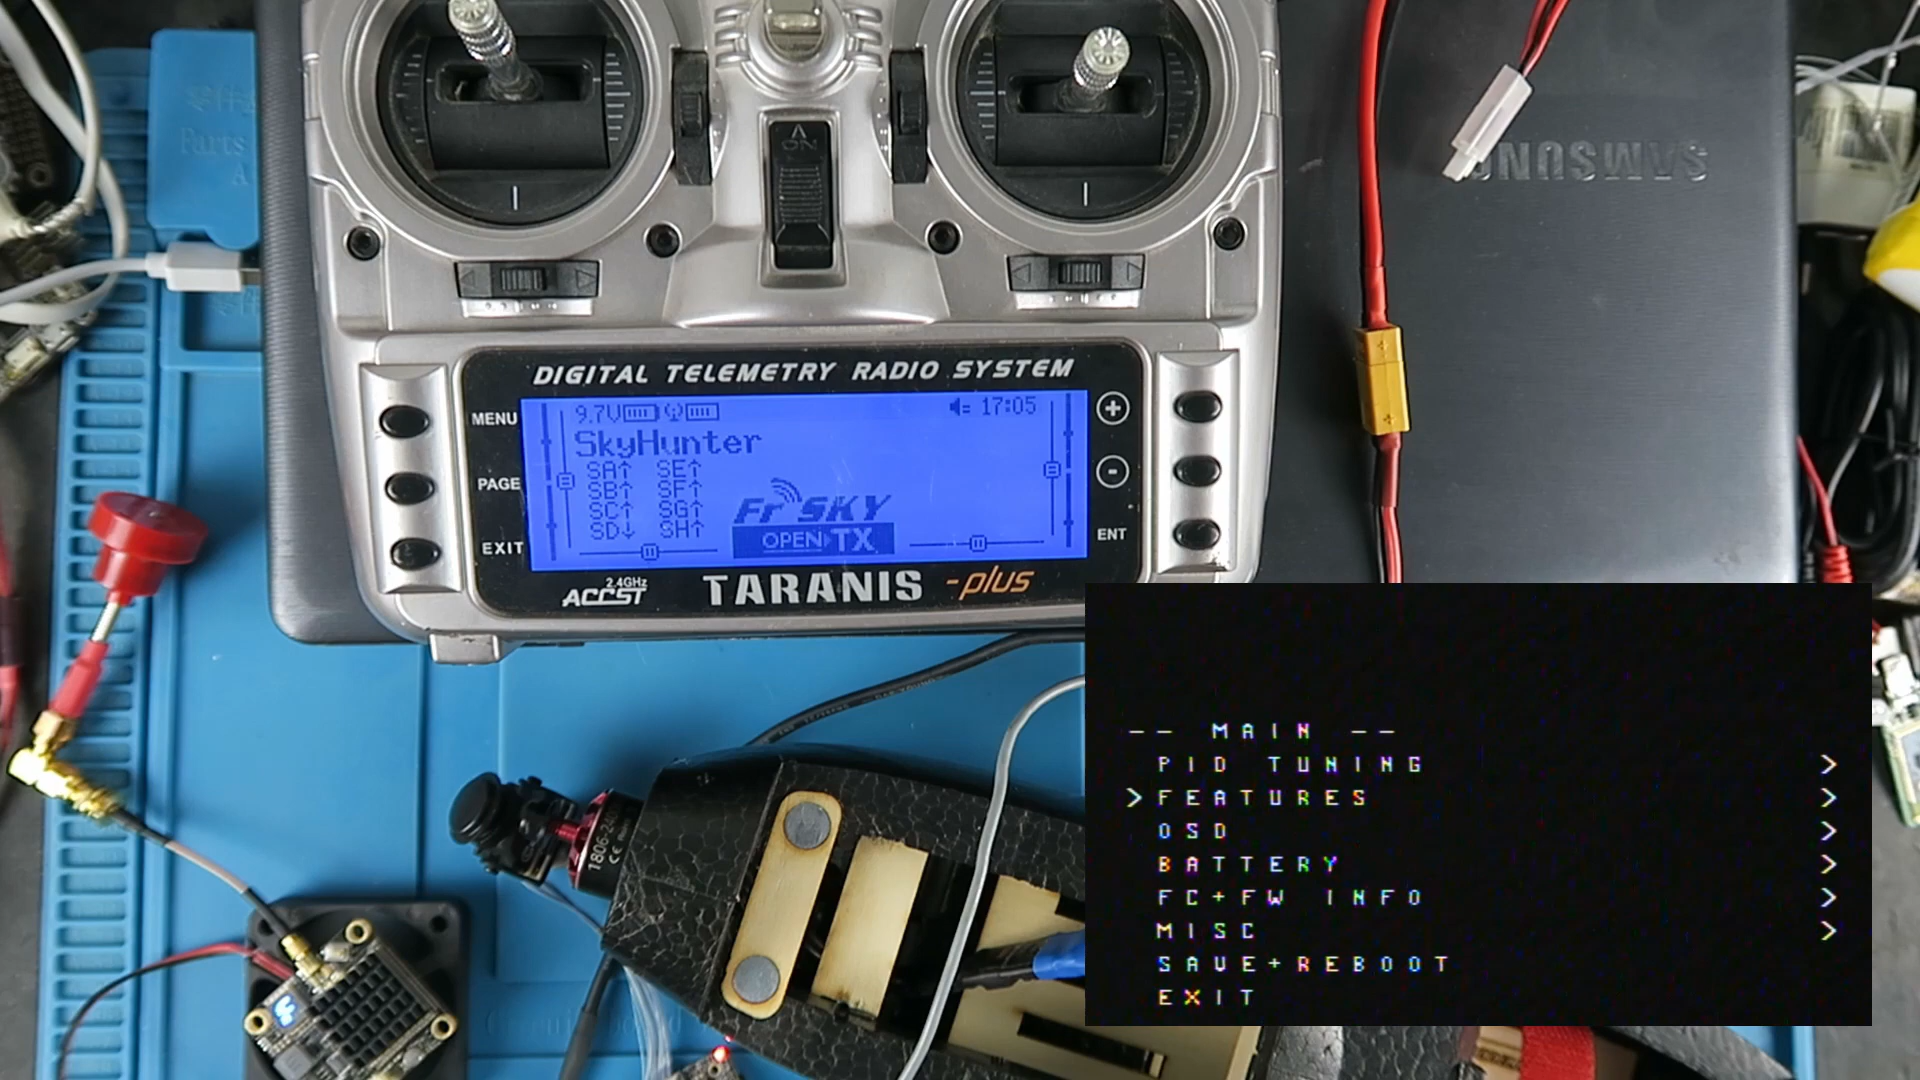 Parts
A
ON
SAMSUNG
DIGITAL TELEMETRY RADIO SYSTEM
MENU
PAGE
EXIT
ENT
9.7V 17:05
SkyHunter
SA↑ SE↑
SB↑ SF↑
SC↑ SG↑
SD↓ SH↑
FrSKY
OPEN TX
2.4GHz
ACCST
TARANIS -plus
-- MAIN --
PID TUNING >
>FEATURES >
OSD >
BATTERY >
FC+FW INFO >
MISC >
SAVE+REBOOT
EXIT